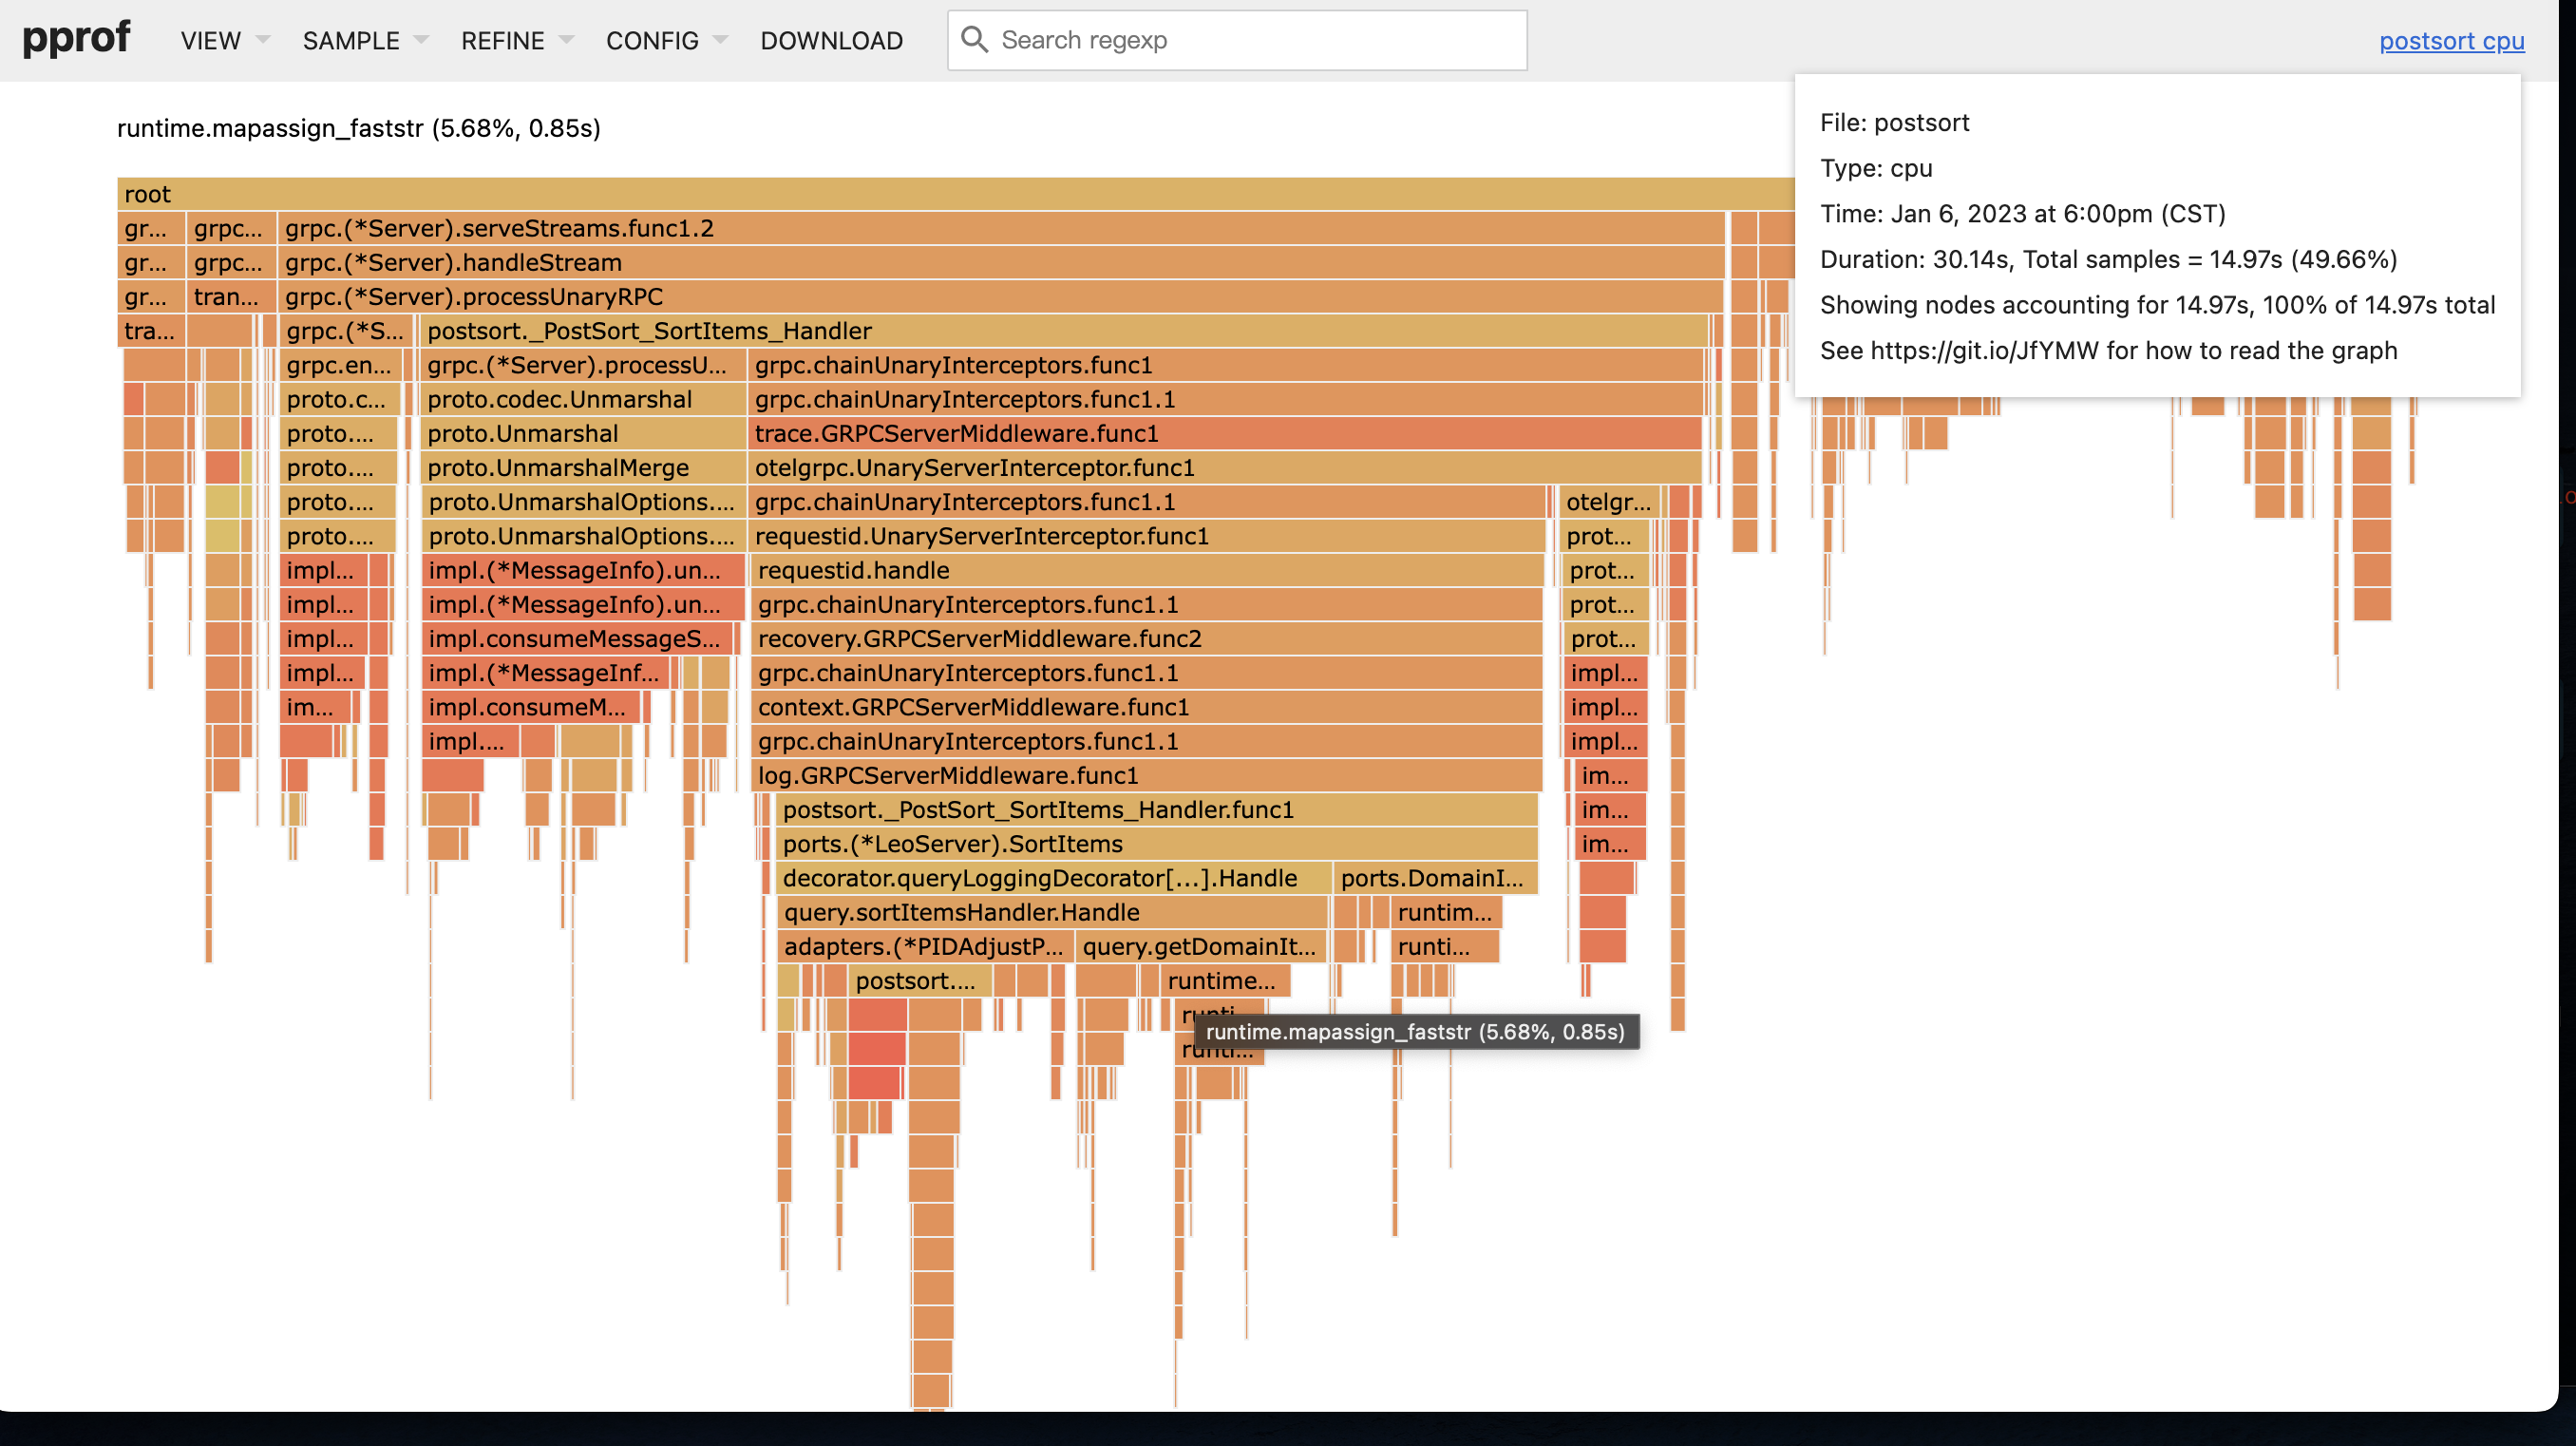 pprof VIEW SAMPLE REFINE CONFIG DOWNLOAD Search regexp postsort cpu
runtime.mapassign_faststr (5.68%, 0.85s)
File: postsort
Type: cpu
Time: Jan 6, 2023 at 6:00pm (CST)
Duration: 30.14s, Total samples = 14.97s (49.66%)
Showing nodes accounting for 14.97s, 100% of 14.97s total
See https://git.io/JfYMW for how to read the graph
root
gr... grpc... grpc.(*Server).serveStreams.func1.2
gr... grpc... grpc.(*Server).handleStream
gr... tran... grpc.(*Server).processUnaryRPC
tra... grpc.(*S... postsort._PostSort_SortItems_Handler
grpc.en... grpc.(*Server).processU... grpc.chainUnaryInterceptors.func1
proto.c... proto.codec.Unmarshal grpc.chainUnaryInterceptors.func1.1
proto.... proto.Unmarshal trace.GRPCServerMiddleware.func1
proto.... proto.UnmarshalMerge otelgrpc.UnaryServerInterceptor.func1
proto.... proto.UnmarshalOptions.... grpc.chainUnaryInterceptors.func1.1 otelgr...
proto.... proto.UnmarshalOptions.... requestid.UnaryServerInterceptor.func1 prot...
impl... impl.(*MessageInfo).un... requestid.handle prot...
impl... impl.(*MessageInfo).un... grpc.chainUnaryInterceptors.func1.1 prot...
impl... impl.consumeMessageS... recovery.GRPCServerMiddleware.func2 prot...
impl... impl.(*MessageInf... grpc.chainUnaryInterceptors.func1.1 impl...
im... impl.consumeM... context.GRPCServerMiddleware.func1 impl...
impl.... grpc.chainUnaryInterceptors.func1.1 impl...
log.GRPCServerMiddleware.func1 im...
postsort._PostSort_SortItems_Handler.func1 im...
ports.(*LeoServer).SortItems im...
decorator.queryLoggingDecorator[...].Handle ports.DomainI...
query.sortItemsHandler.Handle runtim...
adapters.(*PIDAdjustP... query.getDomainIt... runti...
postsort.... runtime...
runtime.mapassign_faststr (5.68%, 0.85s)